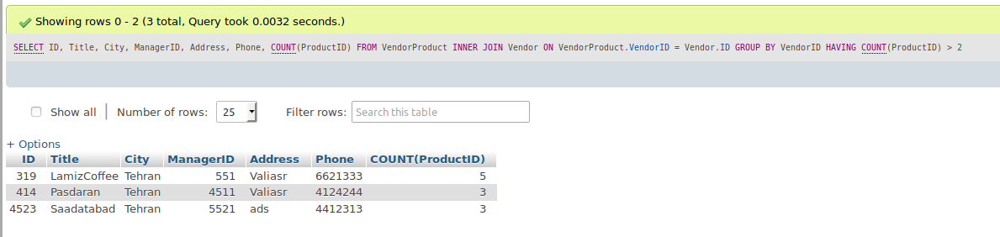 Showing rows 0 - 2 (3 total, Query took 0.0032 seconds.)
SELECT ID, Title, City, ManagerID, Address, Phone, COUNT(ProductID) FROM VendorProduct INNER JOIN Vendor ON VendorProduct.VendorID = Vendor.ID GROUP BY VendorID HAVING COUNT(ProductID) > 2
Show all Number of rows: 25 Filter rows: Search this table
+ Options
ID Title City ManagerID Address Phone COUNT(ProductID)
319 LamizCoffee Tehran 551 Valiasr 6621333 5
414 Pasdaran Tehran 4511 Valiasr 4124244 3
4523 Saadatabad Tehran 5521 ads 4412313 3